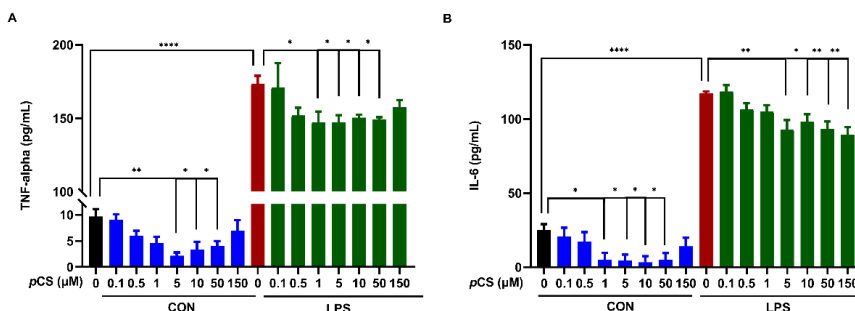 A
TNF-alpha (pg/mL)
200
150
100
10
5
0
**** 
** * *
* * * *
pCS (µM) 0 0.1 0.5 1 5 10 50 150 0 0.1 0.5 1 5 10 50 150
CON LPS
B
IL-6 (pg/mL)
150
100
50
0
****
* * * *
** * ** **
pCS (µM) 0 0.1 0.5 1 5 10 50 150 0 0.1 0.5 1 5 10 50 150
CON LPS